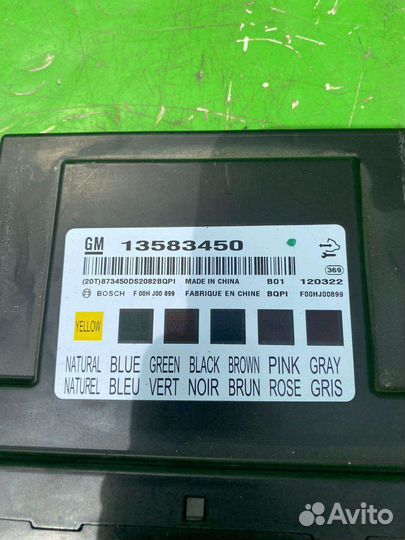 GM 13583450
369
(20T)873450DS2082BQPI MADE IN CHINA B01 120322
BOSCH F 00H J00 899 FABRIQUE EN CHINE BQPI F00HJ00899
YELLOW
PINK
NATURAL BLUE GREEN BLACK BROWN PINK GRAY
NATUREL BLEU VERT NOIR BRUN ROSE GRIS
Avito